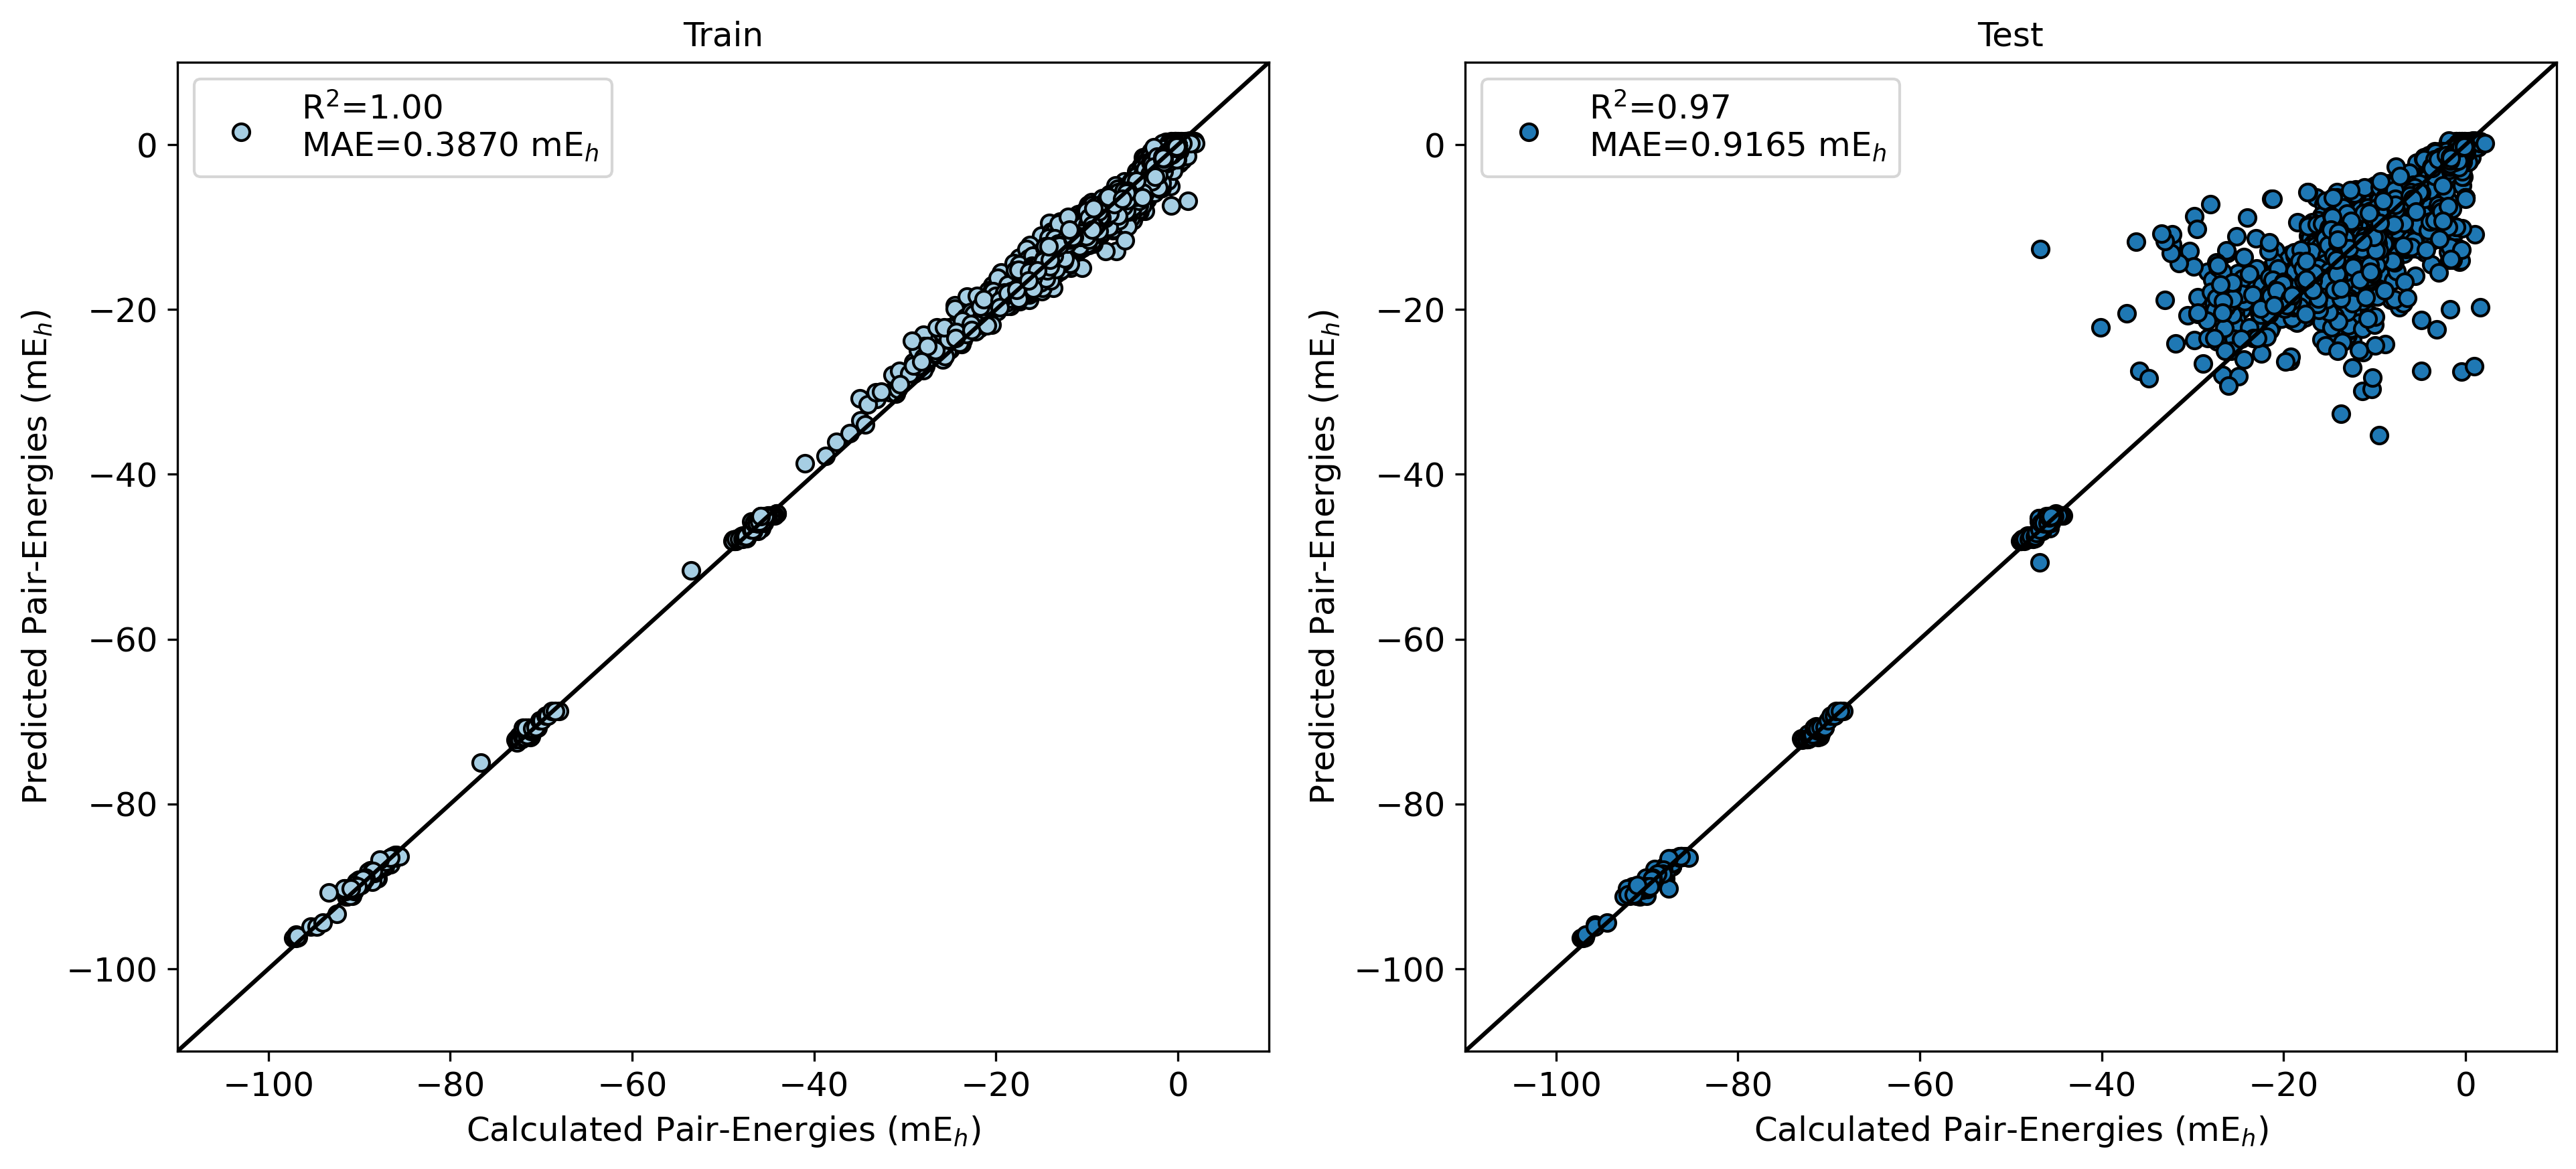 Train
R²=1.00
MAE=0.3870 mEₕ
0
−20
−40
−60
−80
−100
Predicted Pair-Energies (mEₕ)
−100 −80 −60 −40 −20 0
Calculated Pair-Energies (mEₕ)
Test
R²=0.97
MAE=0.9165 mEₕ
0
−20
−40
−60
−80
−100
Predicted Pair-Energies (mEₕ)
−100 −80 −60 −40 −20 0
Calculated Pair-Energies (mEₕ)